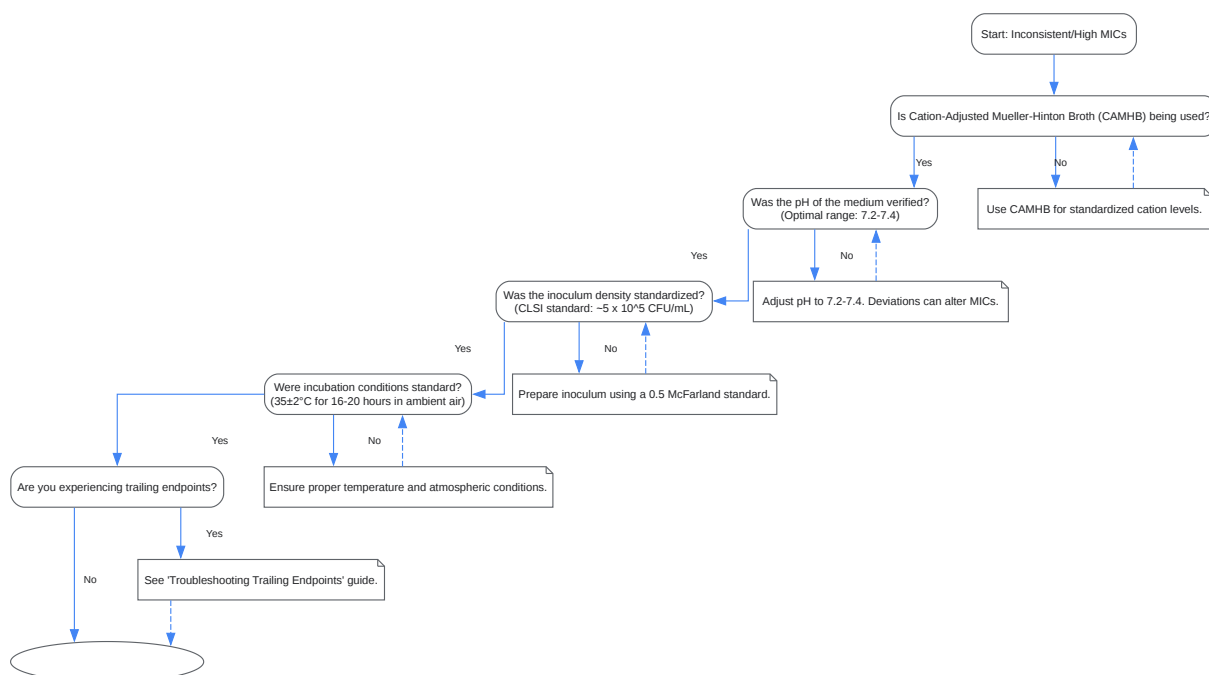 Start: Inconsistent/High MICs
Is Cation-Adjusted Mueller-Hinton Broth (CAMHB) being used?
Yes
No
Was the pH of the medium verified?
(Optimal range: 7.2-7.4)
Use CAMHB for standardized cation levels.
Yes
No
Was the inoculum density standardized?
(CLSI standard: ~5 x 10^5 CFU/mL)
Adjust pH to 7.2-7.4. Deviations can alter MICs.
Yes
No
Were incubation conditions standard?
(35±2°C for 16-20 hours in ambient air)
Prepare inoculum using a 0.5 McFarland standard.
Yes
No
Are you experiencing trailing endpoints?
Ensure proper temperature and atmospheric conditions.
Yes
No
See 'Troubleshooting Trailing Endpoints' guide.